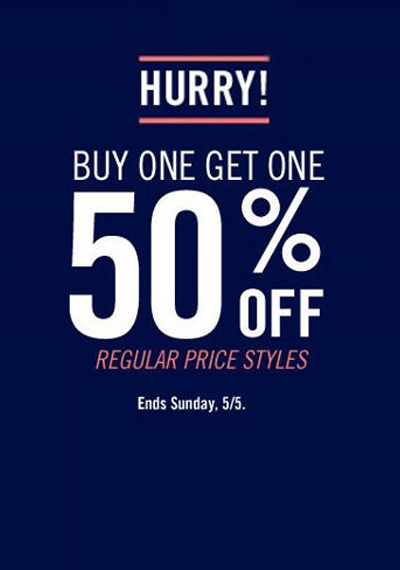 HURRY!
BUY ONE GET ONE
50%
OFF
REGULAR PRICE STYLES
Ends Sunday, 5/5.